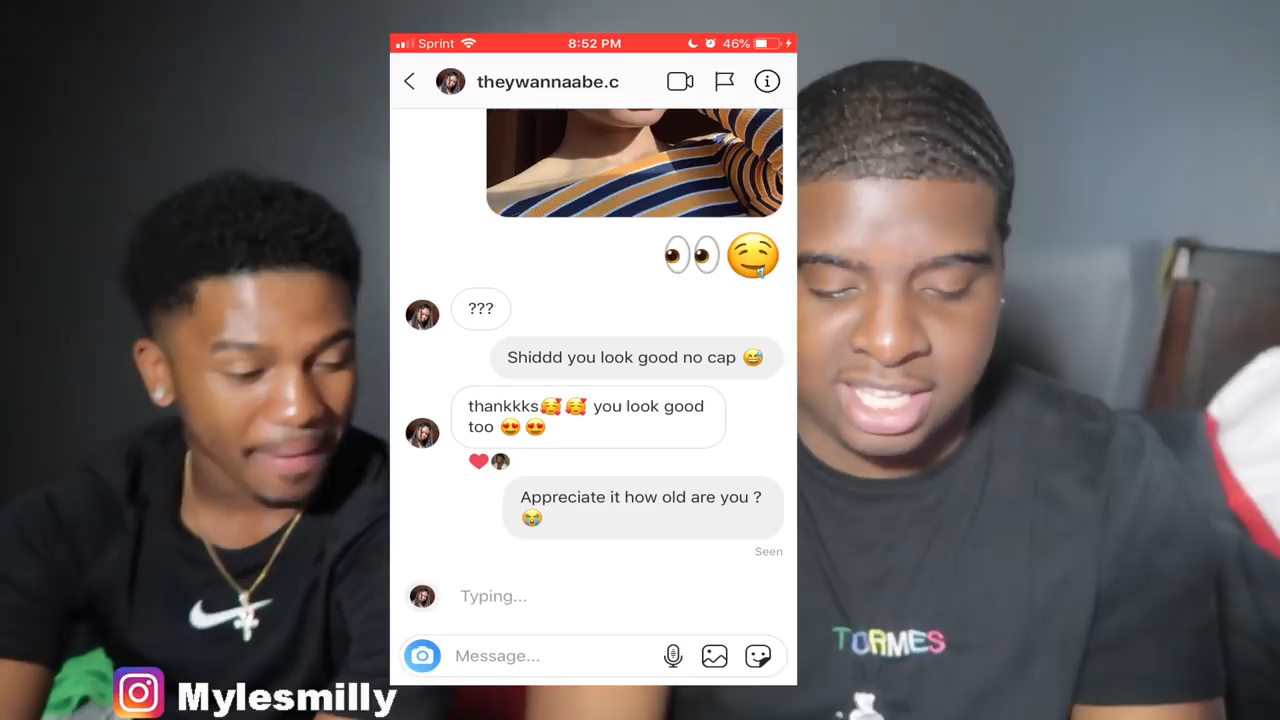 Sprint
8:52 PM
46%
theywannaabe.c
???
Shiddd you look good no cap 😅
thankkks🥰 🥰 you look good
too 😍 😍
Appreciate it how old are you ?
😭
Seen
Typing...
Message...
TORMES
Mylesmilly